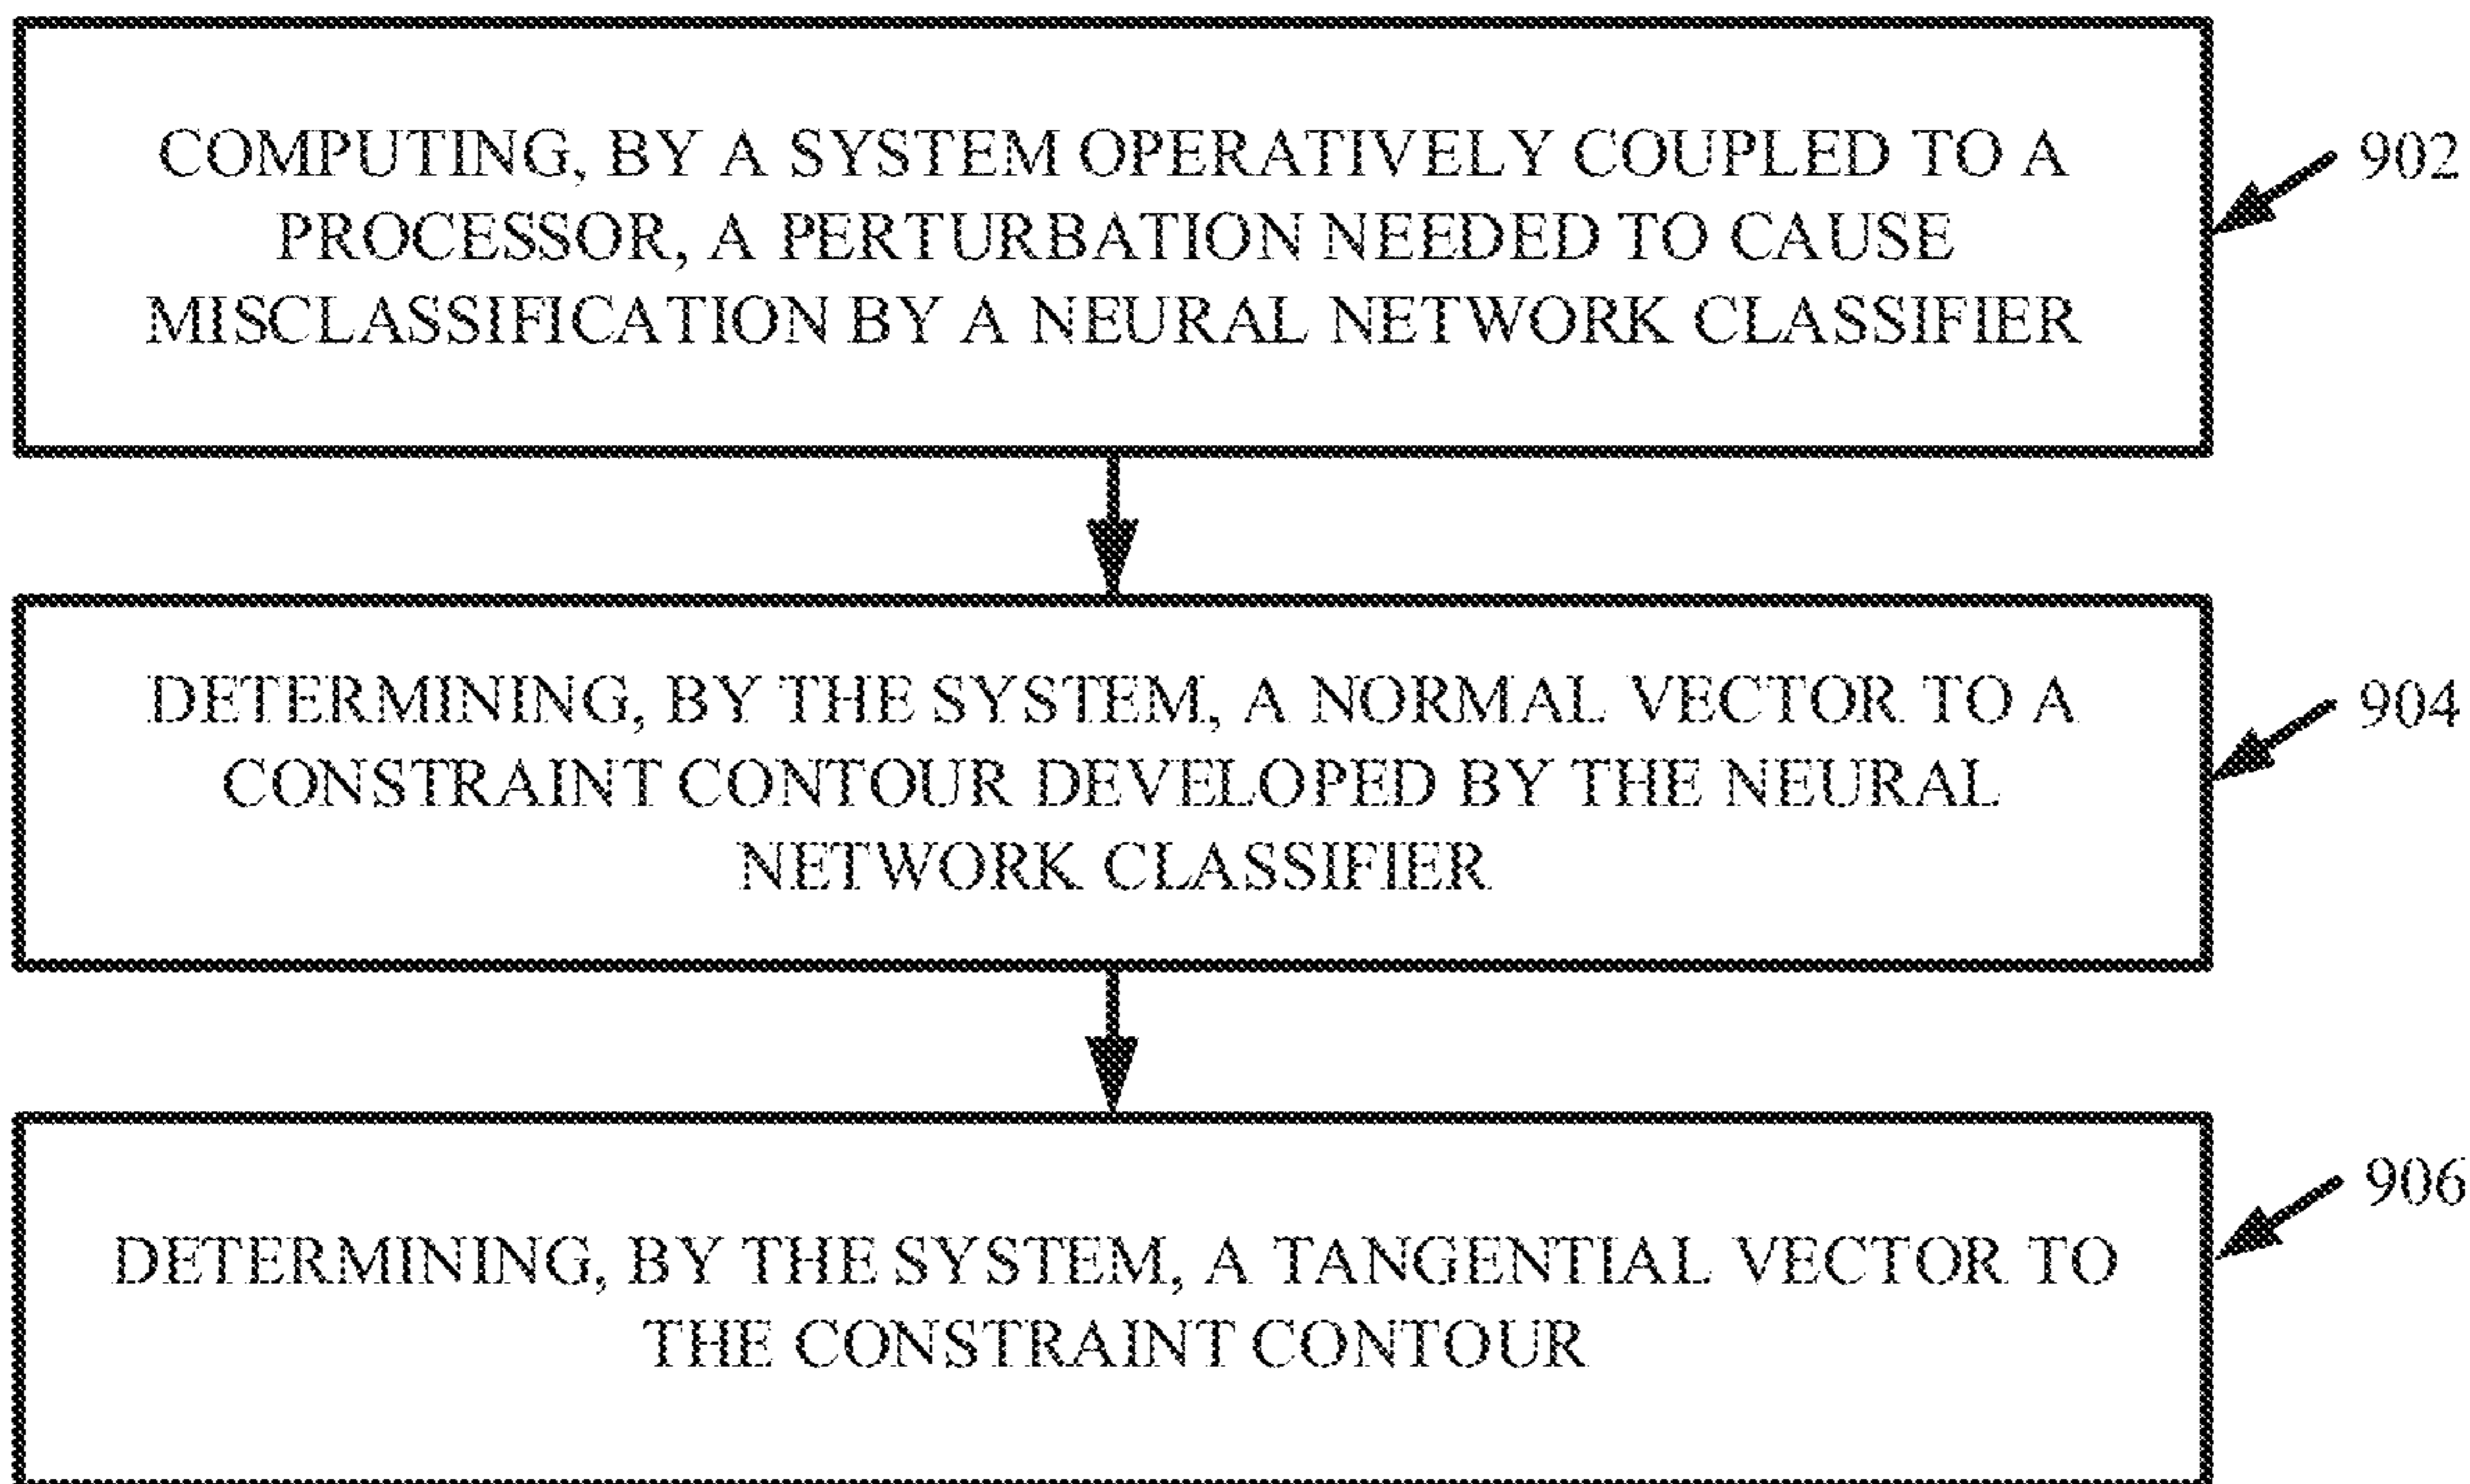 COMPUTING, BY A SYSTEM OPERATIVELY COUPLED TO A
PROCESSOR, A PERTURBATION NEEDED TO CAUSE
MISCLASSIFICATION BY A NEURAL NETWORK CLASSIFIER
902
DETERMINING, BY THE SYSTEM, A NORMAL VECTOR TO A
CONSTRAINT CONTOUR DEVELOPED BY THE NEURAL
NETWORK CLASSIFIER
904
DETERMINING, BY THE SYSTEM, A TANGENTIAL VECTOR TO
THE CONSTRAINT CONTOUR
906